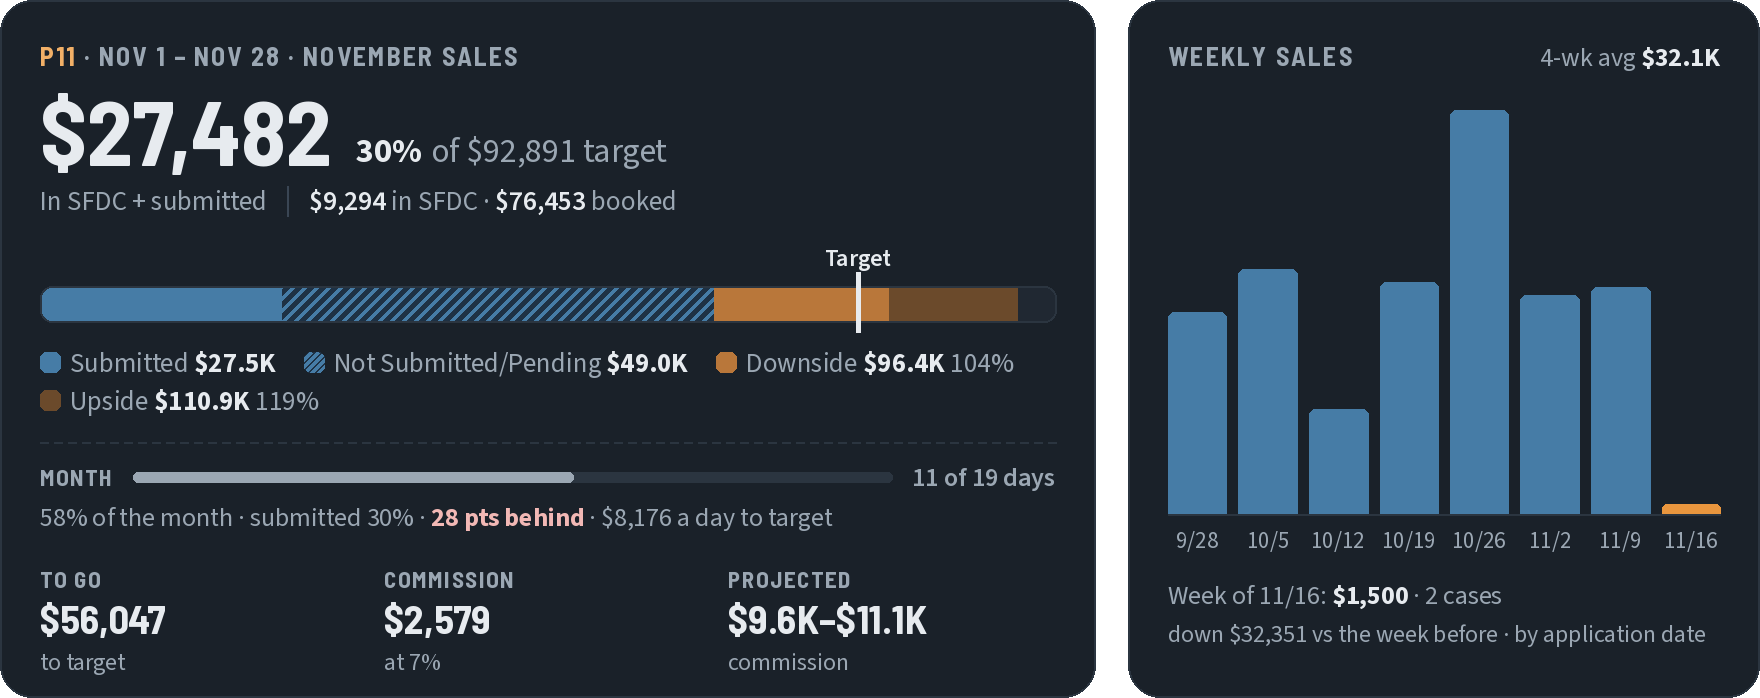 P11 · NOV 1 – NOV 28 · NOVEMBER SALES
$27,482 30% of $92,891 target
In SFDC + submitted $9,294 in SFDC · $76,453 booked
Target
Submitted $27.5K Not Submitted/Pending $49.0K Downside $96.4K 104%
Upside $110.9K 119%
MONTH 11 of 19 days
58% of the month · submitted 30% · 28 pts behind · $8,176 a day to target
TO GO COMMISSION PROJECTED
$56,047 $2,579 $9.6K–$11.1K
to target at 7% commission
WEEKLY SALES 4-wk avg $32.1K
9/28 10/5 10/12 10/19 10/26 11/2 11/9 11/16
Week of 11/16: $1,500 · 2 cases
down $32,351 vs the week before · by application date